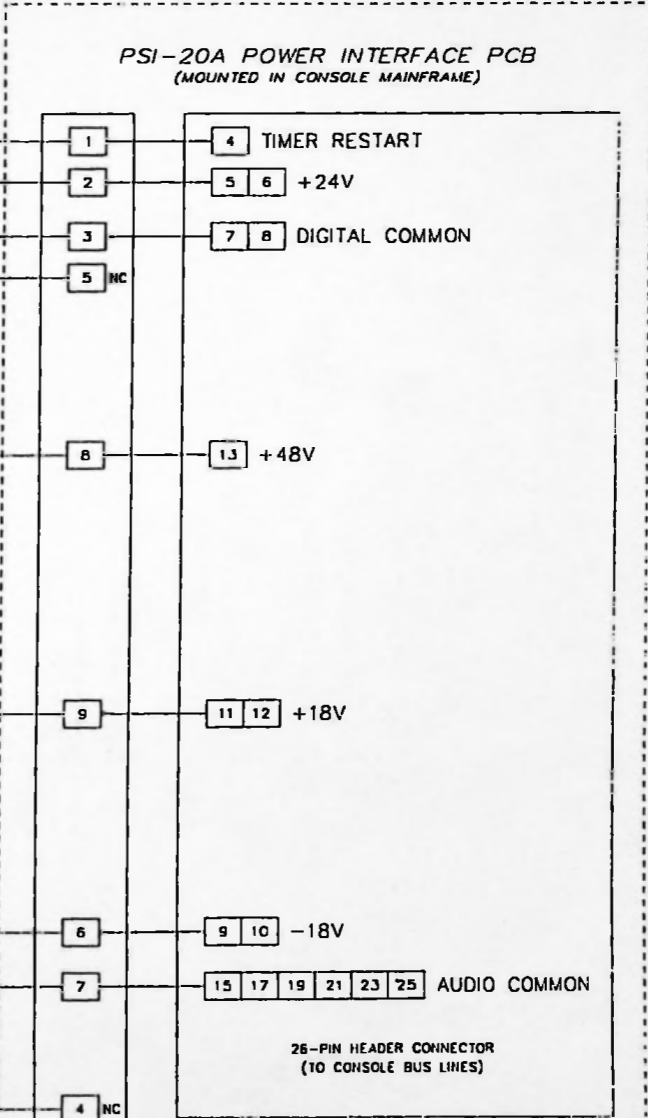 PSI-20A POWER INTERFACE PCB
(MOUNTED IN CONSOLE MAINFRAME)
1 4 TIMER RESTART
2 5 6 +24V
3 7 8 DIGITAL COMMON
5 NC
8 13 +48V
9 11 12 +18V
6 9 10 -18V
7 15 17 19 21 23 25 AUDIO COMMON
26-PIN HEADER CONNECTOR
(TO CONSOLE BUS LINES)
4 NC